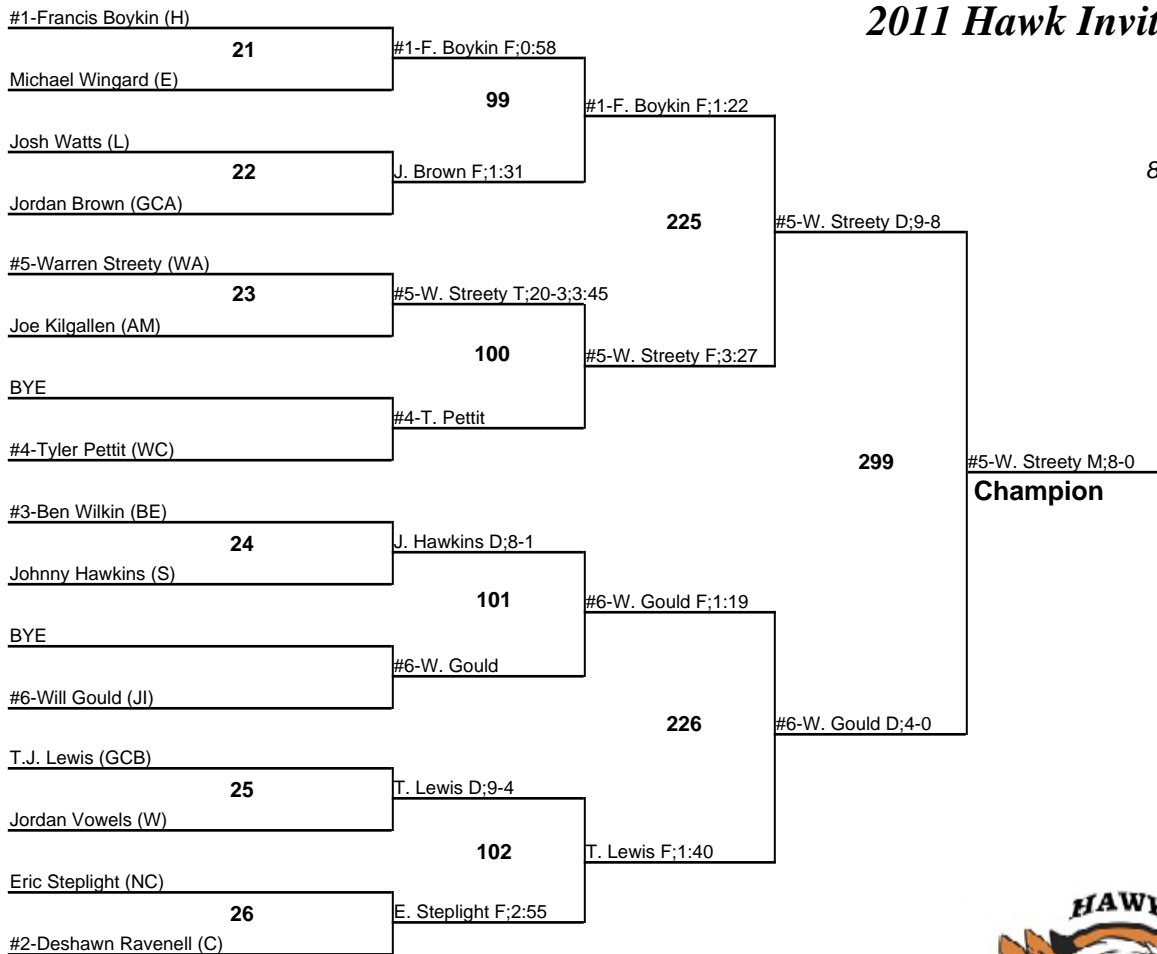 2011 Hawk Invit
8
#1-Francis Boykin (H)
21
Michael Wingard (E)
#1-F. Boykin F;0:58
99
Josh Watts (L)
22
Jordan Brown (GCA)
J. Brown F;1:31
#1-F. Boykin F;1:22
225
#5-Warren Streety (WA)
23
Joe Kilgallen (AM)
#5-W. Streety T;20-3;3:45
100
BYE
#4-Tyler Pettit (WC)
#4-T. Pettit
#5-W. Streety F;3:27
#5-W. Streety D;9-8
299
#5-W. Streety M;8-0
Champion
#3-Ben Wilkin (BE)
24
Johnny Hawkins (S)
J. Hawkins D;8-1
101
BYE
#6-Will Gould (JI)
#6-W. Gould
#6-W. Gould F;1:19
226
#6-W. Gould D;4-0
T.J. Lewis (GCB)
25
Jordan Vowels (W)
T. Lewis D;9-4
102
T. Lewis F;1:40
Eric Steplight (NC)
26
#2-Deshawn Ravenell (C)
E. Steplight F;2:55
HAW